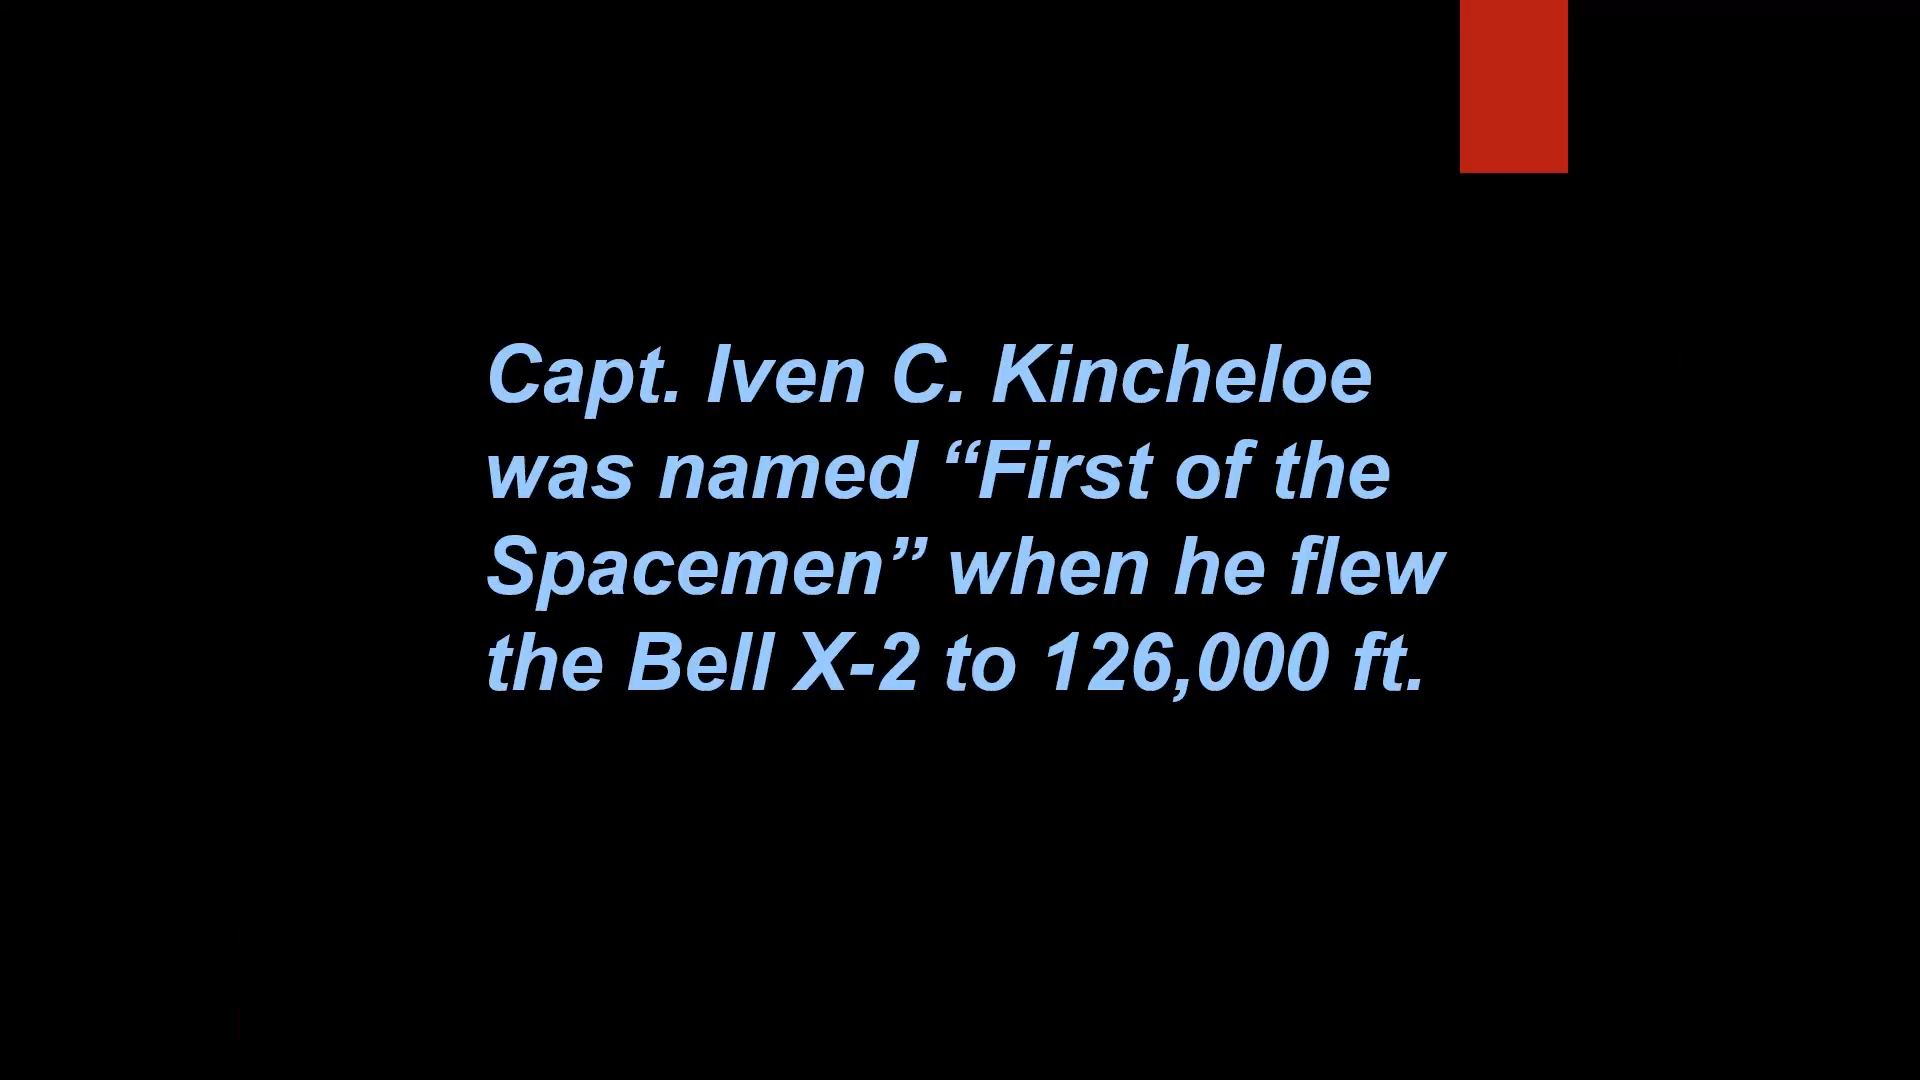 Capt. Iven C. Kincheloe
was named “First of the
Spacemen” when he flew
the Bell X-2 to 126,000 ft.